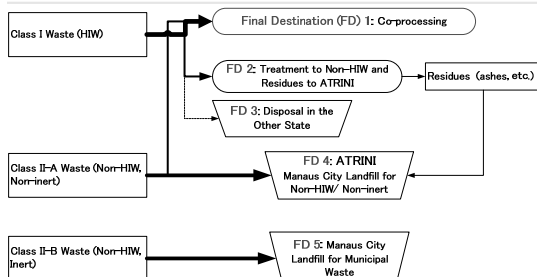 Class I Waste (HIW)
Final Destination (FD) 1: Co-processing
FD 2: Treatment to Non-HIW and
Residues to ATRINI
Residues (ashes, etc.)
FD 3: Disposal in the
Other State
Class II-A Waste (Non-HIW,
Non-inert)
FD 4: ATRINI
Manaus City Landfill for
Non-HIW/ Non-inert
Class II-B Waste (Non-HIW,
Inert)
FD 5: Manaus City
Landfill for Municipal
Waste